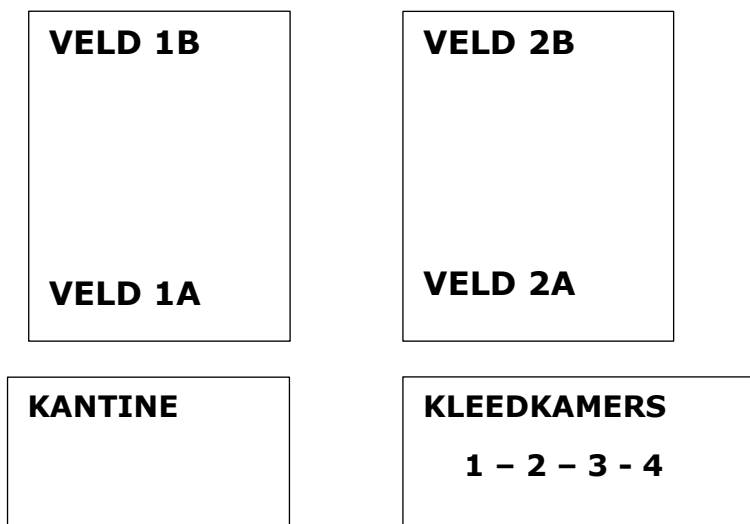 VELD 1B
VELD 2B
VELD 1A
VELD 2A
KANTINE
KLEEDKAMERS
1 – 2 – 3 - 4